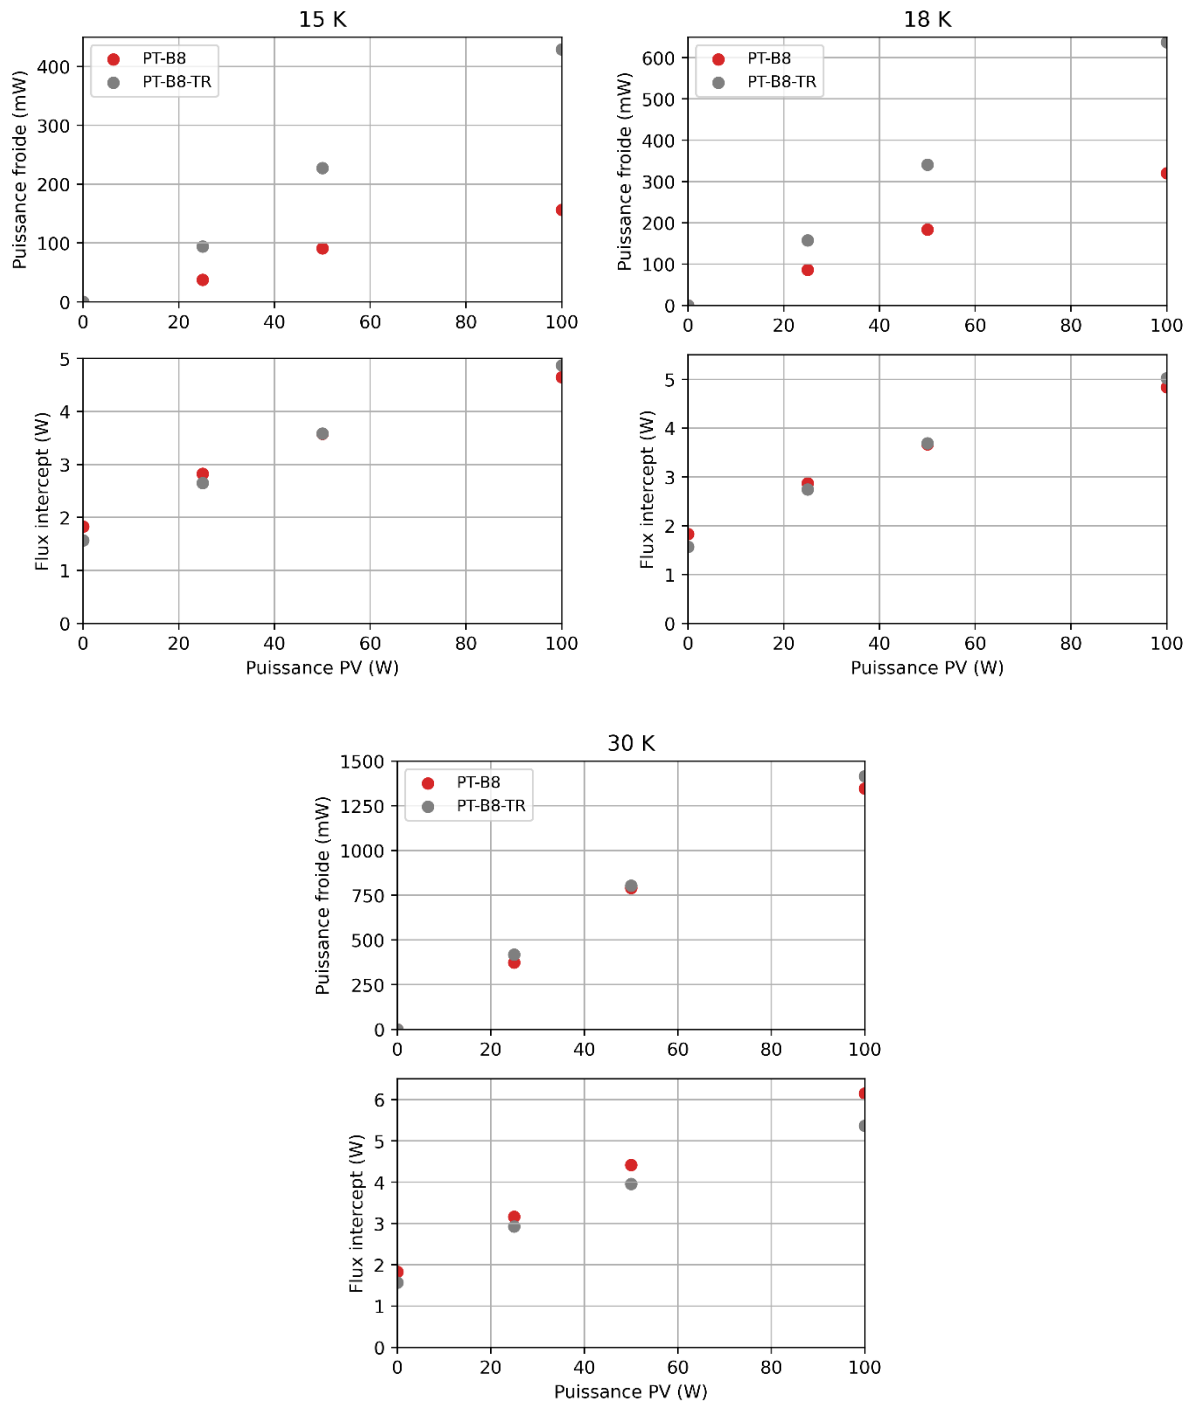 15 K
Puissance froide (mW)
400
300
200
100
0
PT-B8
PT-B8-TR
0 20 40 60 80 100
Flux intercept (W)
5
4
3
2
1
0
0 20 40 60 80 100
Puissance PV (W)
18 K
Puissance froide (mW)
600
500
400
300
200
100
0
PT-B8
PT-B8-TR
0 20 40 60 80 100
Flux intercept (W)
5
4
3
2
1
0
0 20 40 60 80 100
Puissance PV (W)
30 K
Puissance froide (mW)
1500
1250
1000
750
500
250
0
PT-B8
PT-B8-TR
0 20 40 60 80 100
Flux intercept (W)
6
5
4
3
2
1
0
0 20 40 60 80 100
Puissance PV (W)